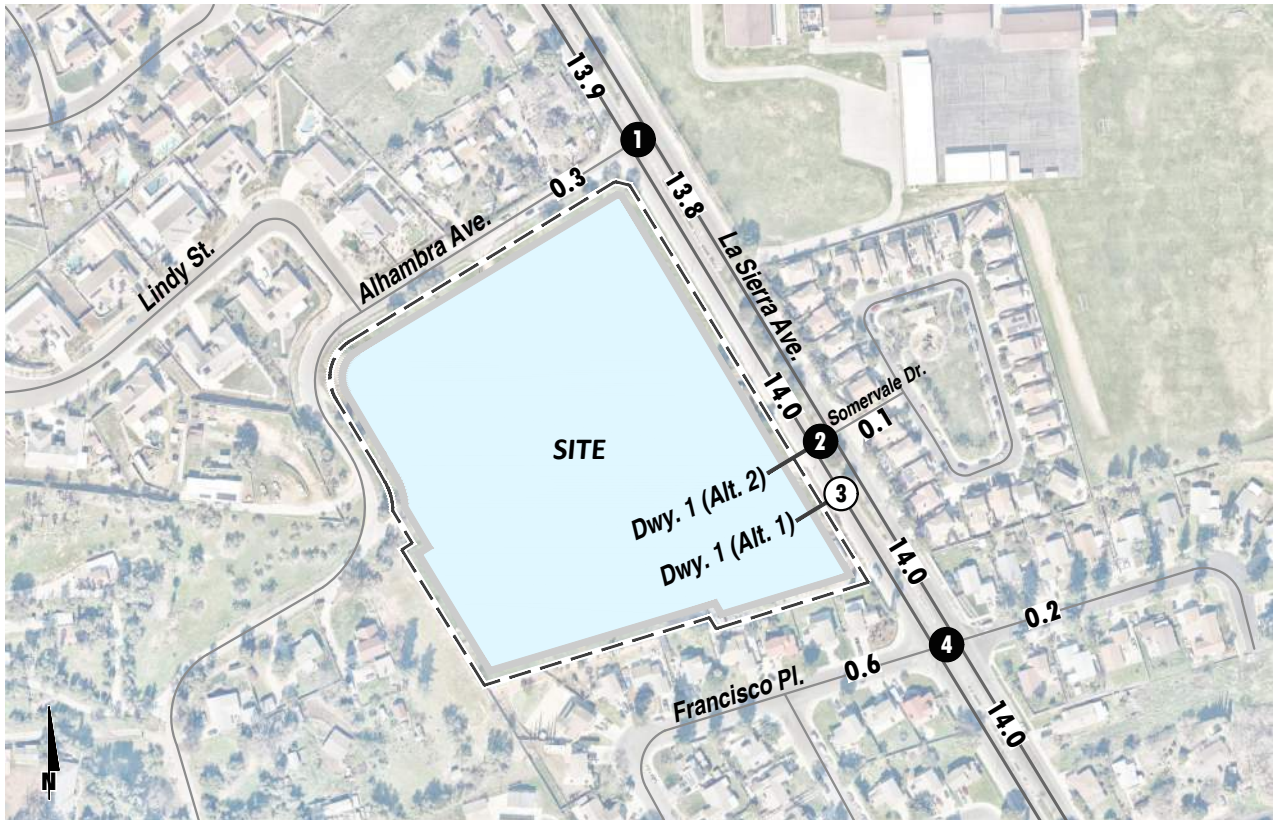 13.9
1
0.3
13.8
Alhambra Ave.
Lindy St.
La Sierra Ave.
14.0
Somervale Dr.
0.1
2
SITE
Dwy. 1 (Alt. 2)
3
Dwy. 1 (Alt. 1)
14.0
0.2
4
0.6
Francisco Pl.
14.0
N